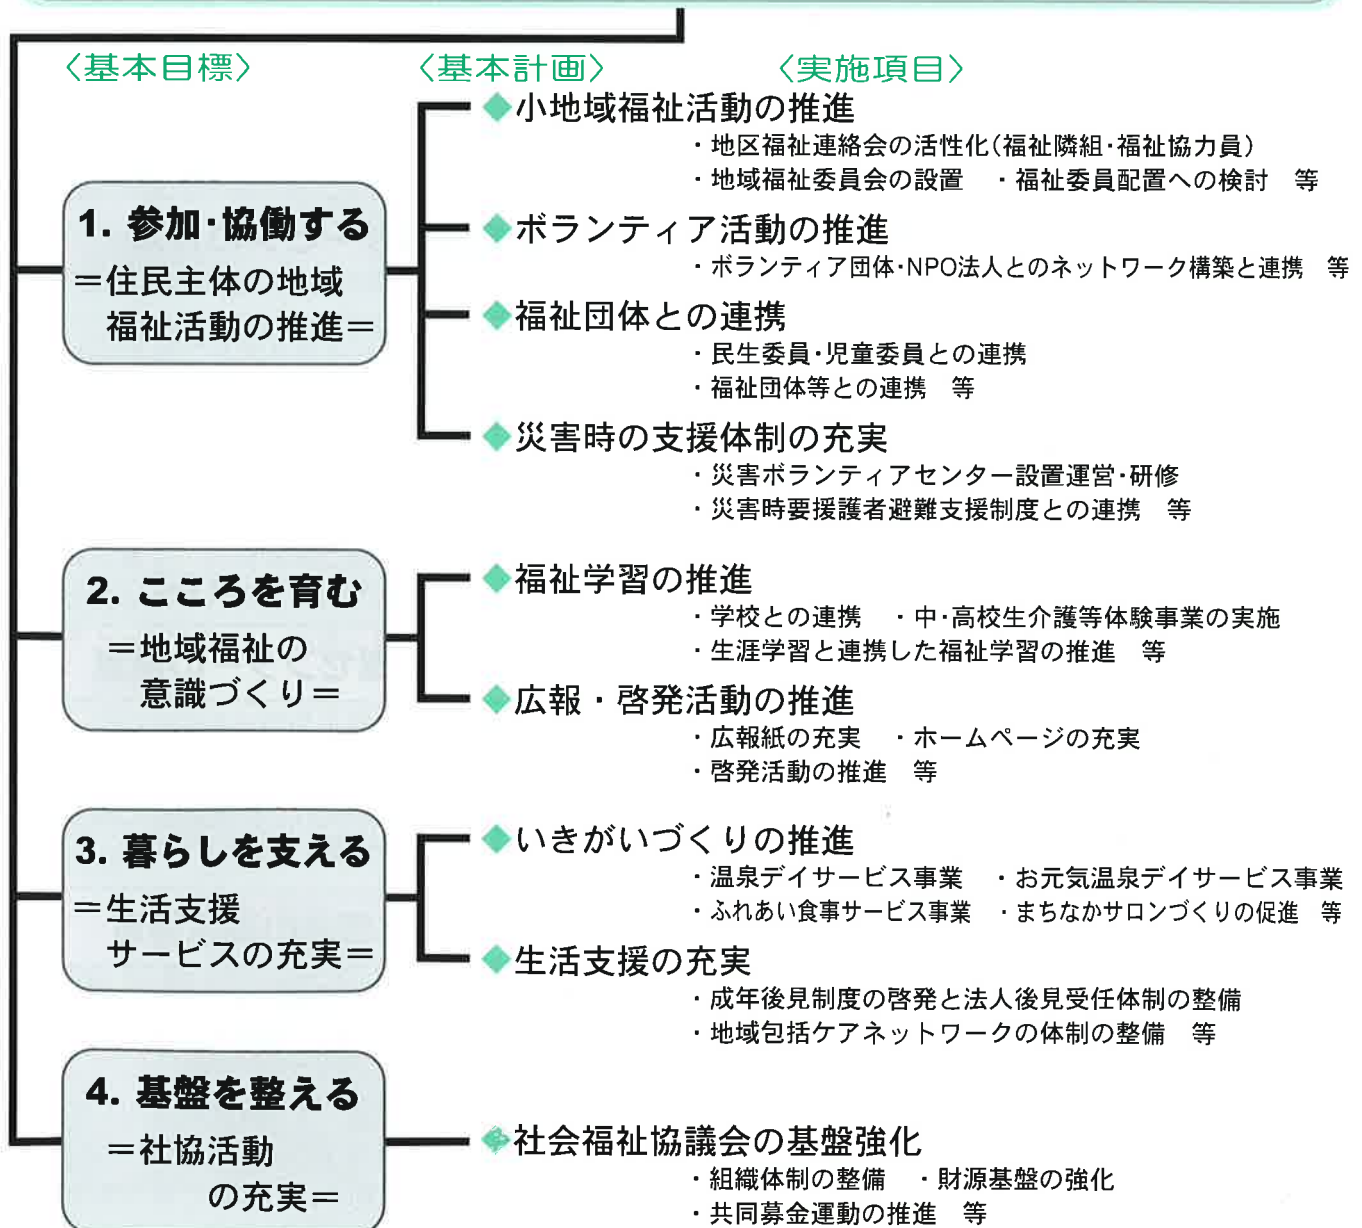 〈基本目標〉 〈基本計画〉 〈実施項目〉
1. 参加・協働する
＝住民主体の地域
福祉活動の推進＝
◆小地域福祉活動の推進
・地区福祉連絡会の活性化(福祉隣組・福祉協力員)
・地域福祉委員会の設置　・福祉委員配置への検討　等
◆ボランティア活動の推進
・ボランティア団体・NPO法人とのネットワーク構築と連携　等
◆福祉団体との連携
・民生委員・児童委員との連携
・福祉団体等との連携　等
◆災害時の支援体制の充実
・災害ボランティアセンター設置運営・研修
・災害時要援護者避難支援制度との連携　等
2. こころを育む
＝地域福祉の
意識づくり＝
◆福祉学習の推進
・学校との連携　・中・高校生介護等体験事業の実施
・生涯学習と連携した福祉学習の推進　等
◆広報・啓発活動の推進
・広報紙の充実　・ホームページの充実
・啓発活動の推進　等
3. 暮らしを支える
＝生活支援
サービスの充実＝
◆いきがいづくりの推進
・温泉デイサービス事業　・お元気温泉デイサービス事業
・ふれあい食事サービス事業　・まちなかサロンづくりの促進　等
◆生活支援の充実
・成年後見制度の啓発と法人後見受任体制の整備
・地域包括ケアネットワークの体制の整備　等
4. 基盤を整える
＝社協活動
の充実＝
◆社会福祉協議会の基盤強化
・組織体制の整備　・財源基盤の強化
・共同募金運動の推進　等